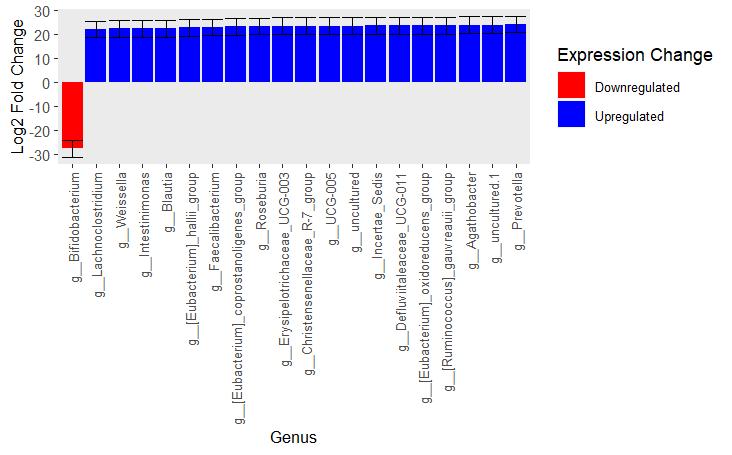 30
20
10
0
-10
-20
-30
Log2 Fold Change
g__Bifidobacterium
g__Lachnoclostridium
g__Weissella
g__Intestinimonas
g__Blautia
g__[Eubacterium]_hallii_group
g__Faecalibacterium
g__[Eubacterium]_coprostanoligenes_group
g__Roseburia
g__Erysipelotrichaceae_UCG-003
g__Christensenellaceae_R-7_group
g__UCG-005
g__uncultured
g__Incertae_Sedis
g__Defluviitaleaceae_UCG-011
g__[Eubacterium]_oxidoreducens_group
g__[Ruminococcus]_gauvreauii_group
g__Agathobacter
g__uncultured.1
g__Prevotella
Genus
Expression Change
Downregulated
Upregulated